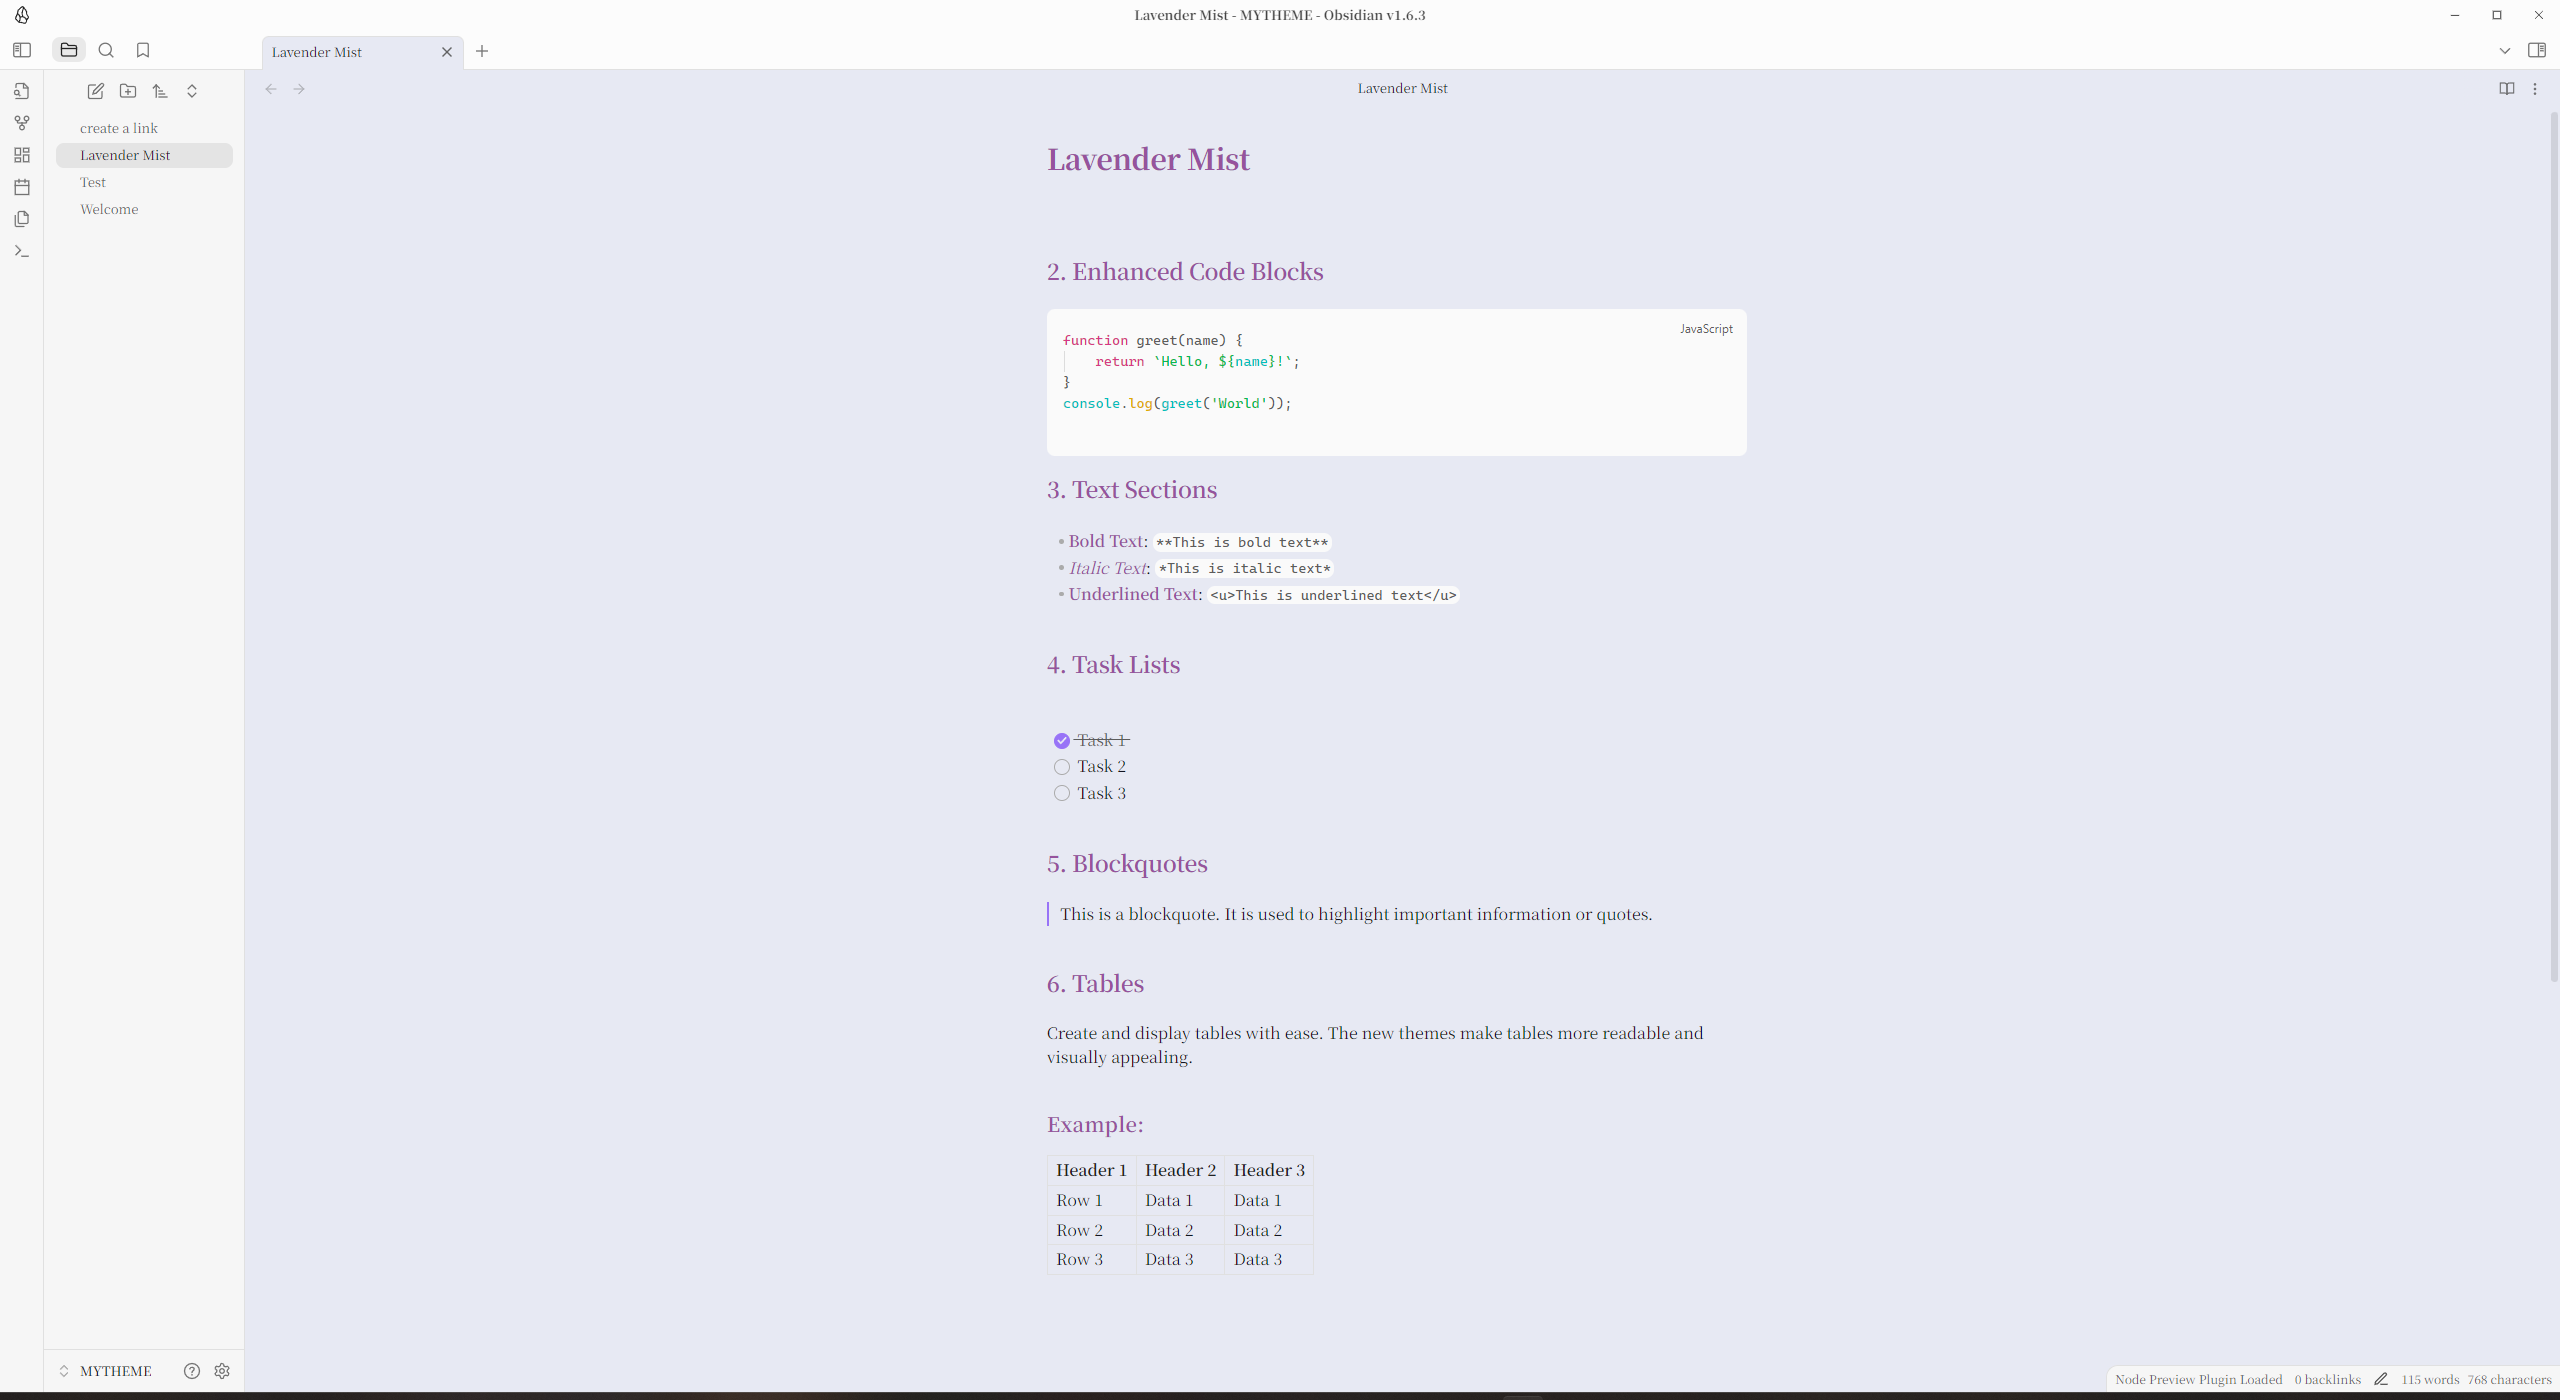 Lavender Mist - MYTHEME - Obsidian v1.6.3
Lavender Mist
Lavender Mist
create a link
Lavender Mist
Test
Welcome
Lavender Mist
2. Enhanced Code Blocks
JavaScript
function greet(name) {
    return `Hello, ${name}!`;
}
console.log(greet('World'));
3. Text Sections
• Bold Text: **This is bold text**
• Italic Text: *This is italic text*
• Underlined Text: <u>This is underlined text</u>
4. Task Lists
Task 1
Task 2
Task 3
5. Blockquotes
This is a blockquote. It is used to highlight important information or quotes.
6. Tables
Create and display tables with ease. The new themes make tables more readable and
visually appealing.
Example:
Header 1 Header 2 Header 3
Row 1 Data 1 Data 1
Row 2 Data 2 Data 2
Row 3 Data 3 Data 3
MYTHEME
Node Preview Plugin Loaded 0 backlinks 115 words 768 characters